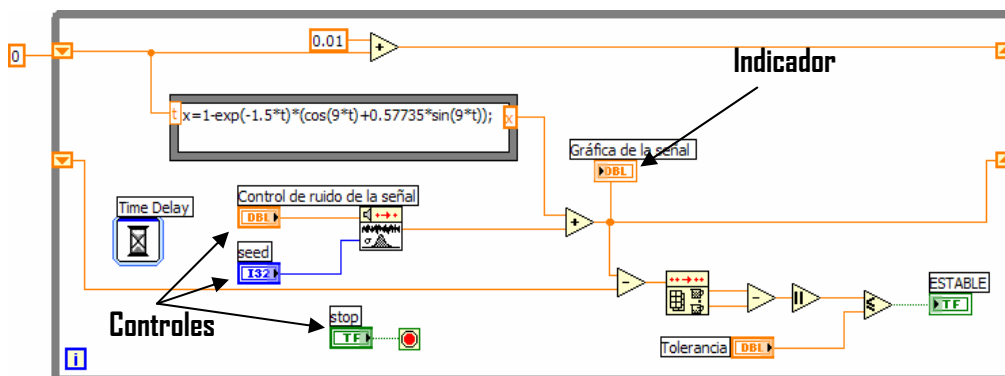 0
0.01
+
Indicador
t
x=1-exp(-1.5*t)*(cos(9*t)+0.57735*sin(9*t));
x
Gráfica de la señal
DBL
Time Delay
Control de ruido de la señal
DBL
+
σ
seed
I32
ESTABLE
TF
Controles
stop
TF
Tolerancia
DBL
i